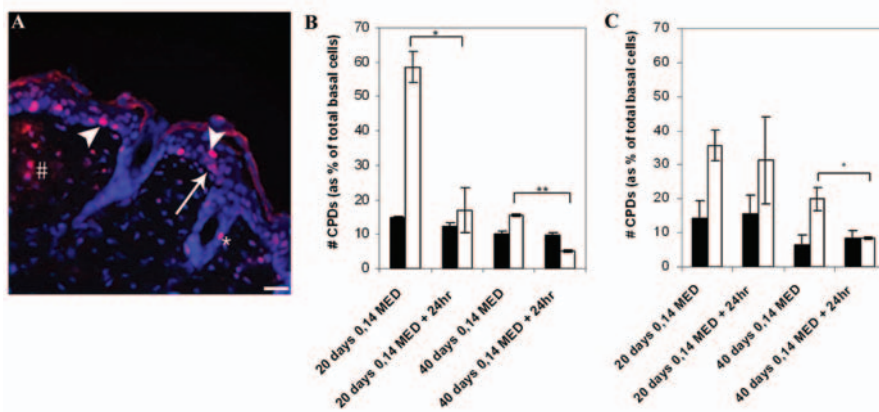 A
#
*
B
# CPDs (as % of total basal cells)
70
60
50
40
30
20
10
0
*
**
20 days 0,14 MED
20 days 0,14 MED + 24hr
40 days 0,14 MED
40 days 0,14 MED + 24hr
C
# CPDs (as % of total basal cells)
70
60
50
40
30
20
10
0
*
20 days 0,14 MED
20 days 0,14 MED + 24hr
40 days 0,14 MED
40 days 0,14 MED + 24hr